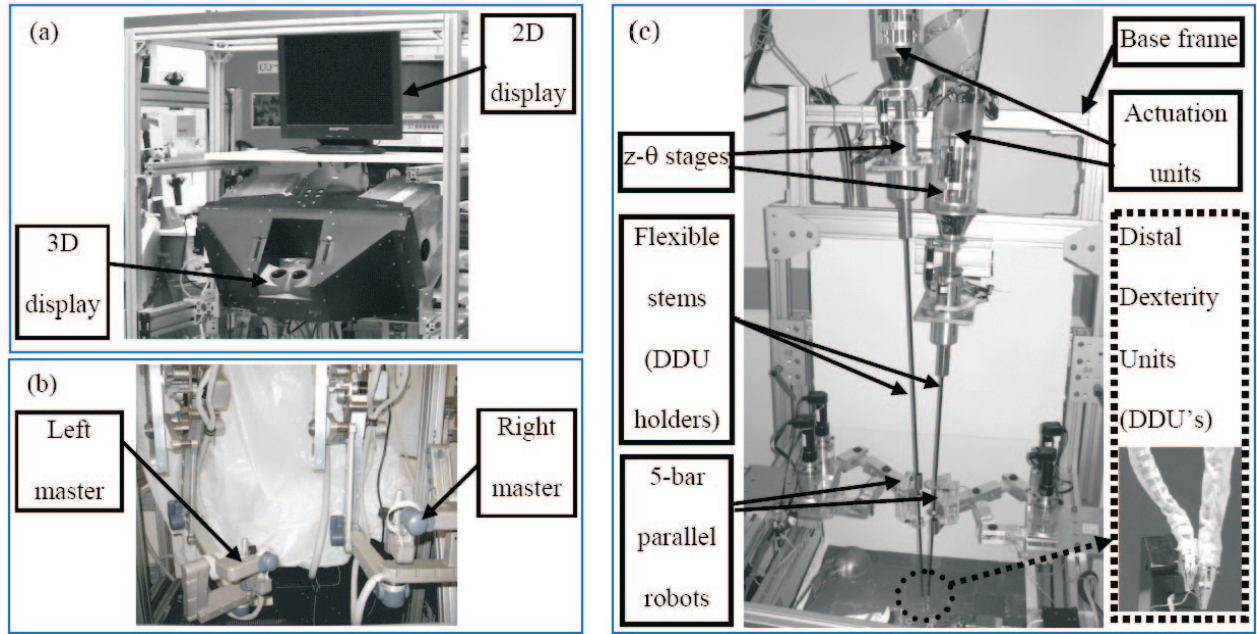 (a)
2D
display
3D
display
(b)
Left
master
Right
master
(c)
Base frame
Actuation
units
z-θ stages
Flexible
stems
(DDU
holders)
5-bar
parallel
robots
Distal
Dexterity
Units
(DDU's)